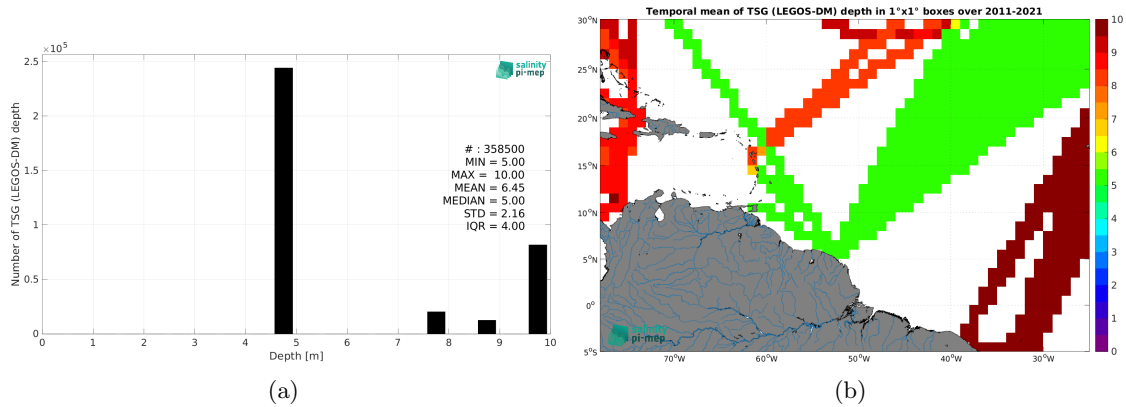 ×10⁵
2.5
2
1.5
1
0.5
0
0 1 2 3 4 5 6 7 8 9 10
Depth [m]
Number of TSG (LEGOS-DM) depth
salinity
pi-mep
# : 358500
MIN = 5.00
MAX = 10.00
MEAN = 6.45
MEDIAN = 5.00
STD = 2.16
IQR = 4.00
(a)
Temporal mean of TSG (LEGOS-DM) depth in 1°x1° boxes over 2011-2021
30°N
25°N
20°N
15°N
10°N
5°N
0°
5°S
70°W 60°W 50°W 40°W 30°W
salinity
pi-mep
10
9
8
7
6
5
4
3
2
1
0
(b)